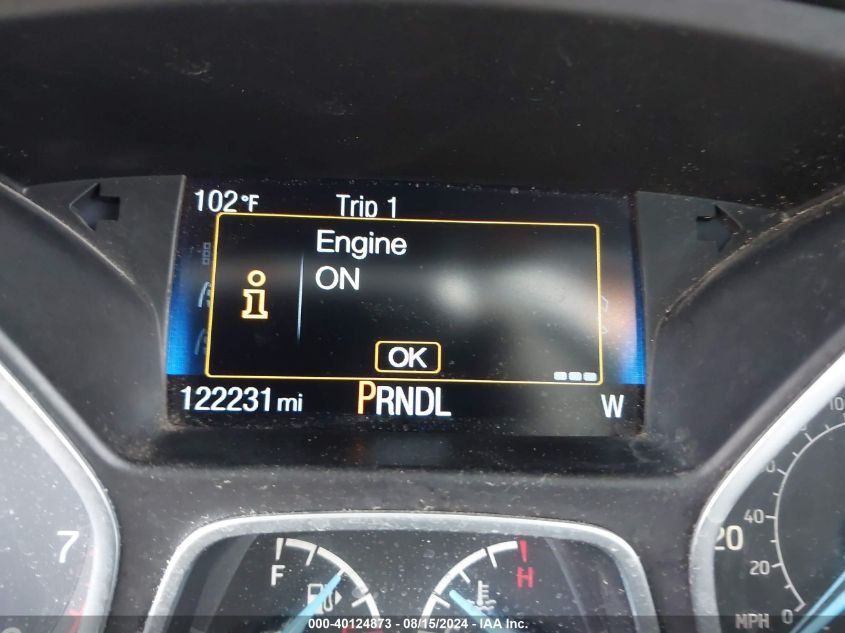 102°F Trip 1
Engine
ON
i
OK
122231 mi PRNDL W
7
F
H
20
40
20
0
MPH
000-40124873 - 08/15/2024 - IAA Inc.